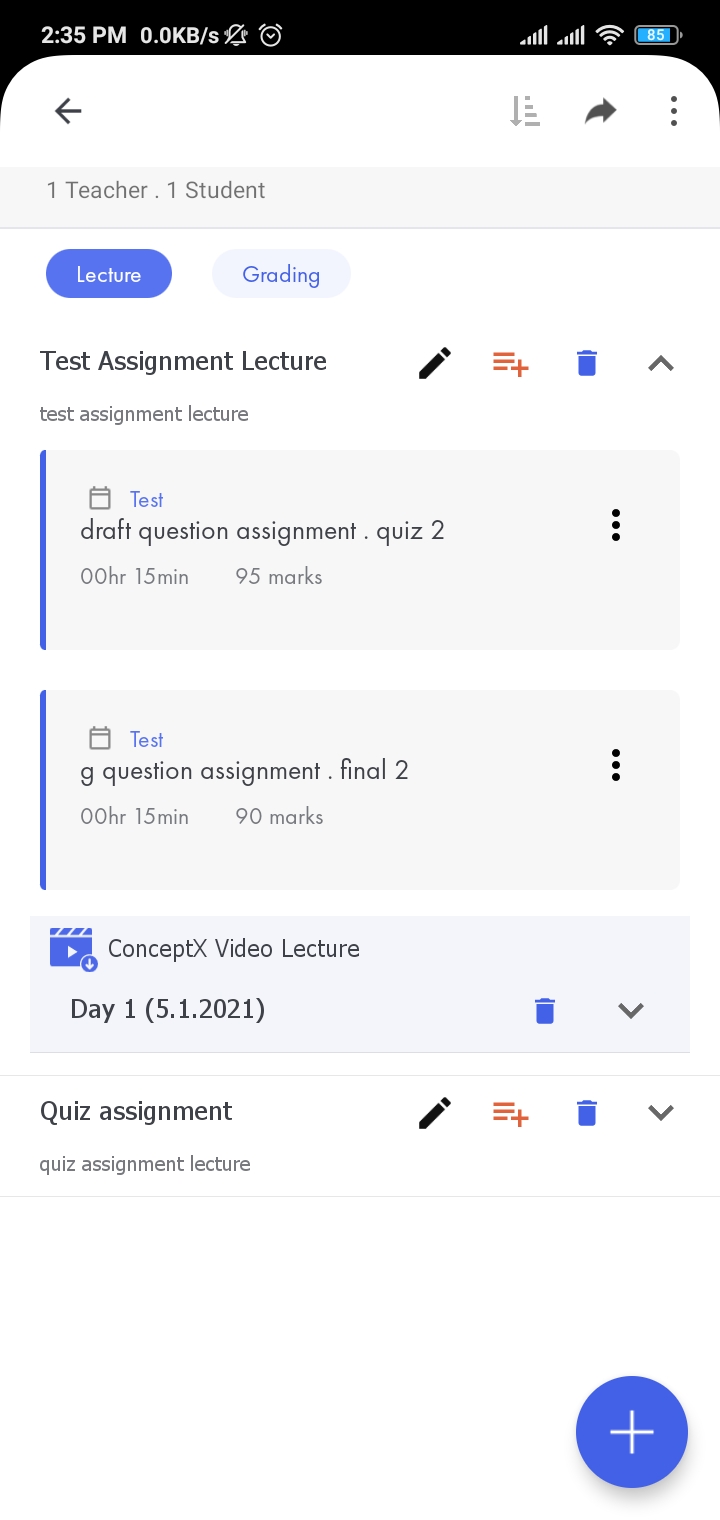 2:35 PM 0.0KB/s 85
1 Teacher . 1 Student
Lecture Grading
Test Assignment Lecture
test assignment lecture
Test
draft question assignment . quiz 2
00hr 15min 95 marks
Test
g question assignment . final 2
00hr 15min 90 marks
ConceptX Video Lecture
Day 1 (5.1.2021)
Quiz assignment
quiz assignment lecture